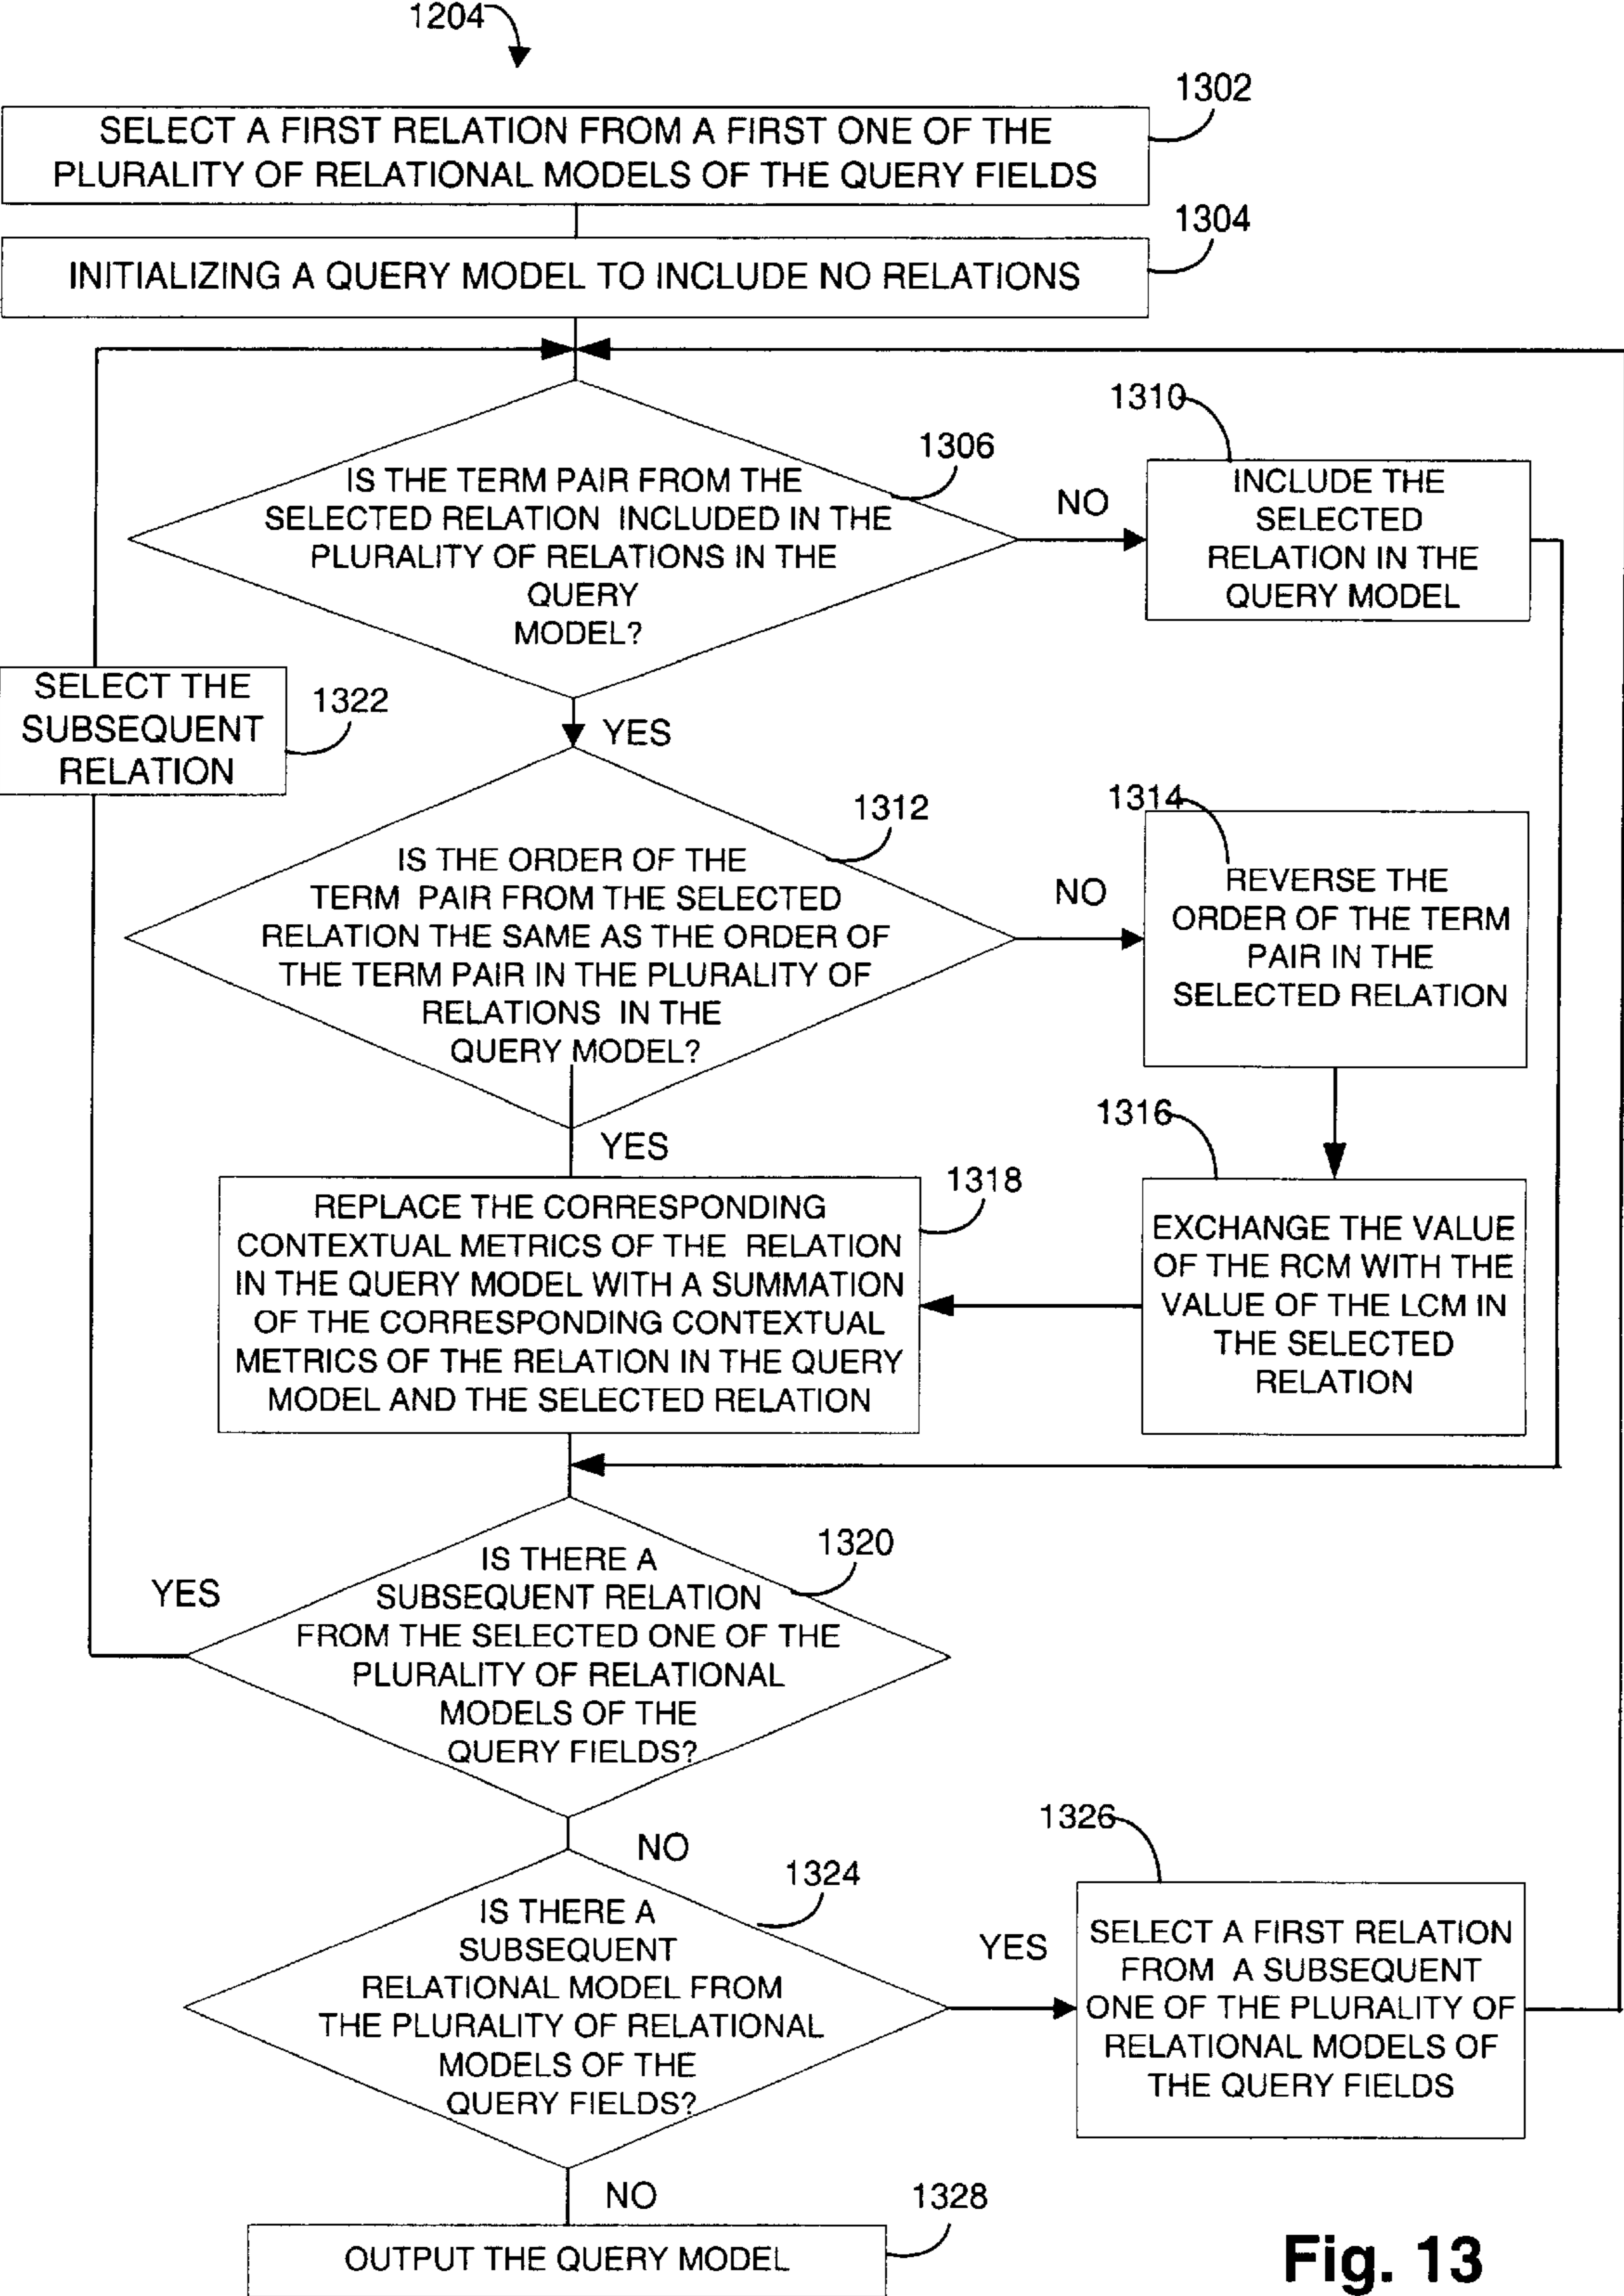 1204
1302
SELECT A FIRST RELATION FROM A FIRST ONE OF THE
PLURALITY OF RELATIONAL MODELS OF THE QUERY FIELDS
1304
INITIALIZING A QUERY MODEL TO INCLUDE NO RELATIONS
1306
IS THE TERM PAIR FROM THE
SELECTED RELATION INCLUDED IN THE
PLURALITY OF RELATIONS IN THE
QUERY
MODEL?
NO
1310
INCLUDE THE
SELECTED
RELATION IN THE
QUERY MODEL
YES
SELECT THE
SUBSEQUENT
RELATION
1322
1312
IS THE ORDER OF THE
TERM PAIR FROM THE SELECTED
RELATION THE SAME AS THE ORDER OF
THE TERM PAIR IN THE PLURALITY OF
RELATIONS IN THE
QUERY MODEL?
NO
1314
REVERSE THE
ORDER OF THE TERM
PAIR IN THE
SELECTED RELATION
YES
1316
EXCHANGE THE VALUE
OF THE RCM WITH THE
VALUE OF THE LCM IN
THE SELECTED
RELATION
1318
REPLACE THE CORRESPONDING
CONTEXTUAL METRICS OF THE RELATION
IN THE QUERY MODEL WITH A SUMMATION
OF THE CORRESPONDING CONTEXTUAL
METRICS OF THE RELATION IN THE QUERY
MODEL AND THE SELECTED RELATION
1320
IS THERE A
SUBSEQUENT RELATION
FROM THE SELECTED ONE OF THE
PLURALITY OF RELATIONAL
MODELS OF THE
QUERY FIELDS?
YES
NO
1324
IS THERE A
SUBSEQUENT
RELATIONAL MODEL FROM
THE PLURALITY OF RELATIONAL
MODELS OF THE
QUERY FIELDS?
YES
1326
SELECT A FIRST RELATION
FROM A SUBSEQUENT
ONE OF THE PLURALITY OF
RELATIONAL MODELS OF
THE QUERY FIELDS
NO
1328
OUTPUT THE QUERY MODEL
Fig. 13